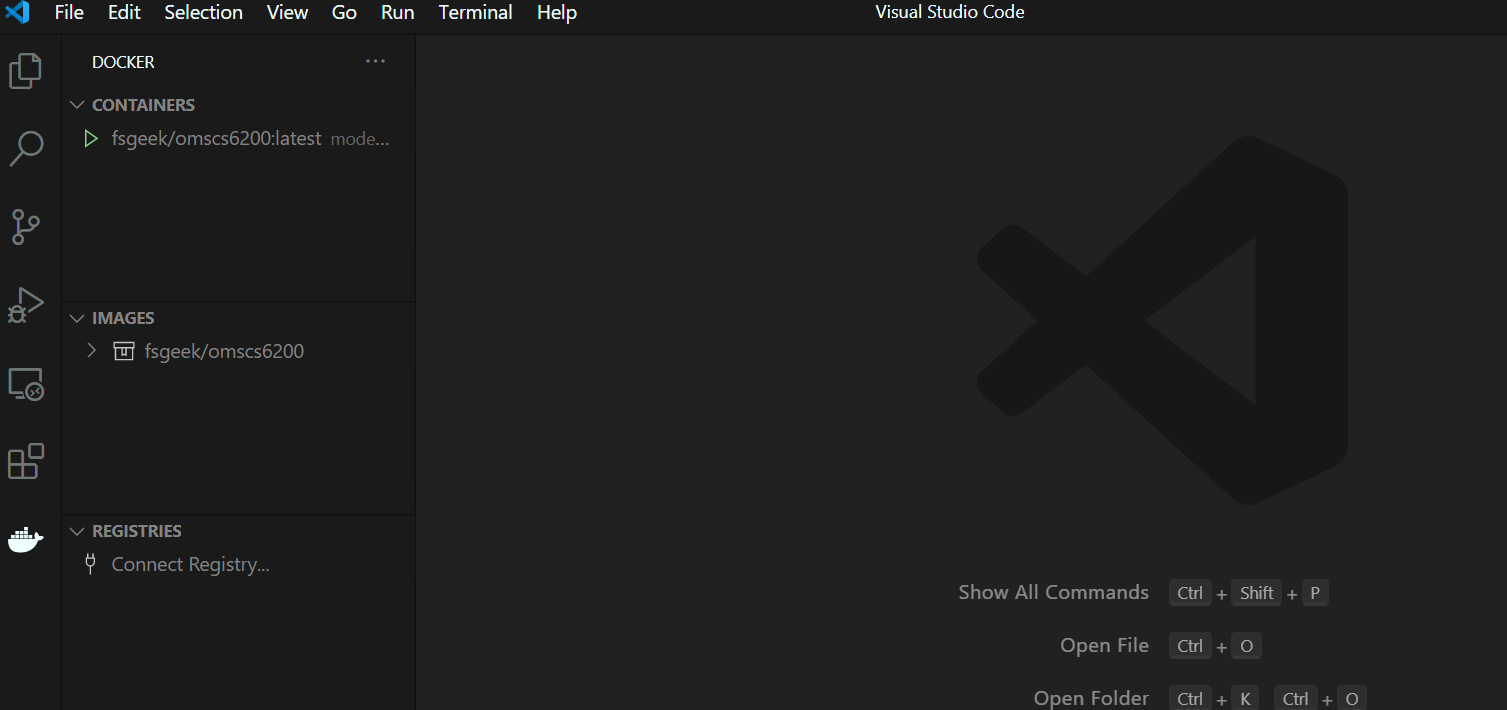 File Edit Selection View Go Run Terminal Help Visual Studio Code
DOCKER ...
CONTAINERS
fsgeek/omscs6200:latest mode...
IMAGES
fsgeek/omscs6200
REGISTRIES
Connect Registry...
Show All Commands Ctrl + Shift + P
Open File Ctrl + O
Open Folder Ctrl + K Ctrl + O